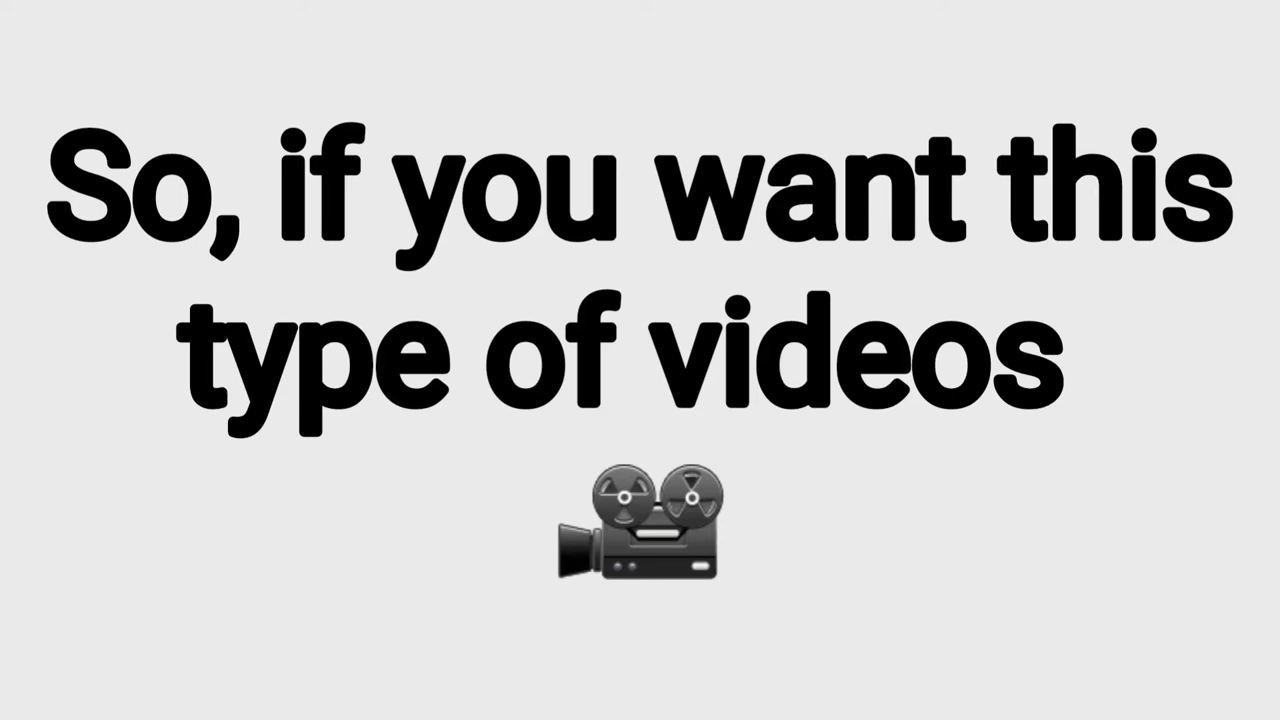 So, if you want this
type of videos
🎥